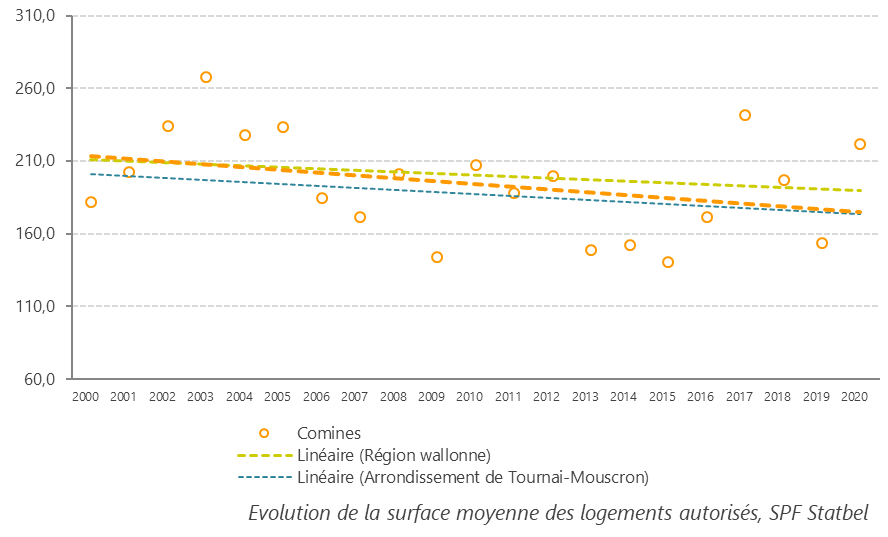 310,0
260,0
210,0
160,0
110,0
60,0
2000 2001 2002 2003 2004 2005 2006 2007 2008 2009 2010 2011 2012 2013 2014 2015 2016 2017 2018 2019 2020
Comines
Linéaire (Région wallonne)
Linéaire (Arrondissement de Tournai-Mouscron)
Evolution de la surface moyenne des logements autorisés, SPF Statbel